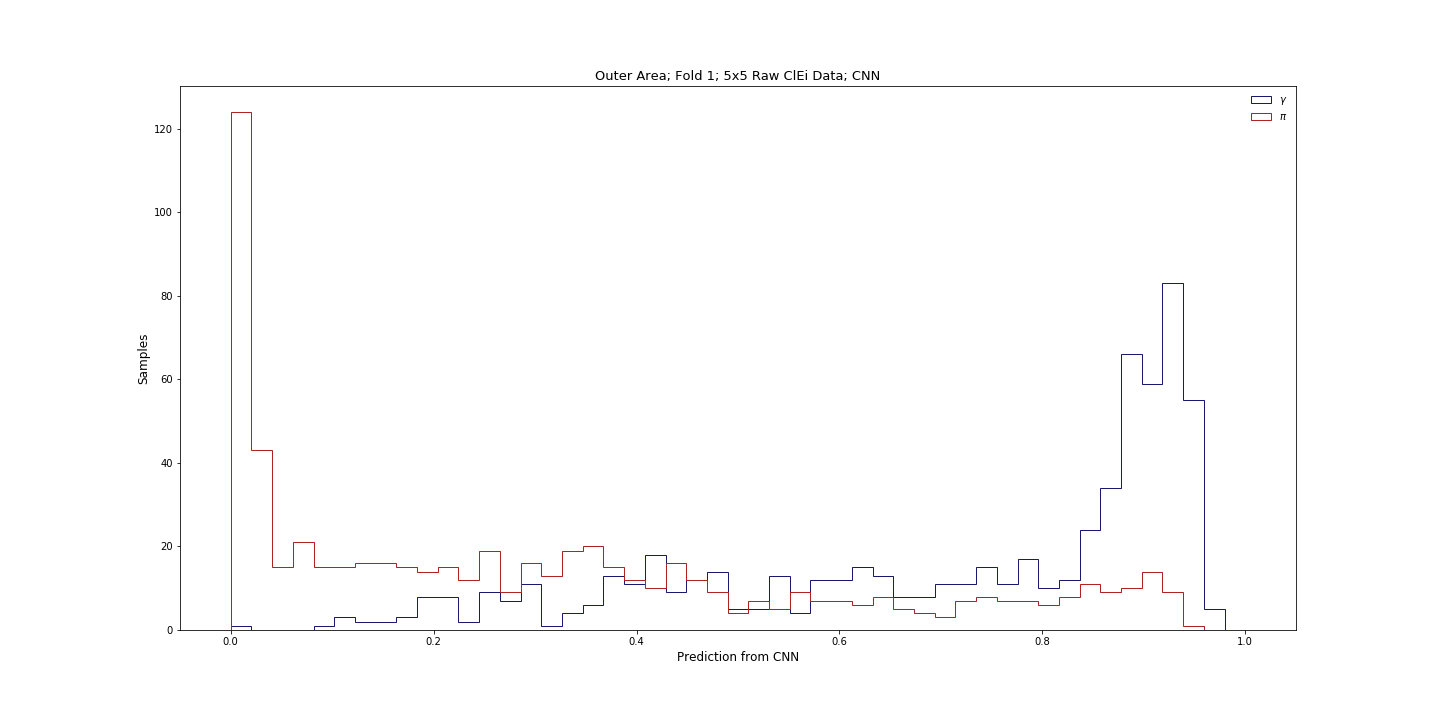 Outer Area; Fold 1; 5x5 Raw ClEi Data; CNN
γ
π
120
100
80
60
40
20
0
Samples
0.0 0.2 0.4 0.6 0.8 1.0
Prediction from CNN